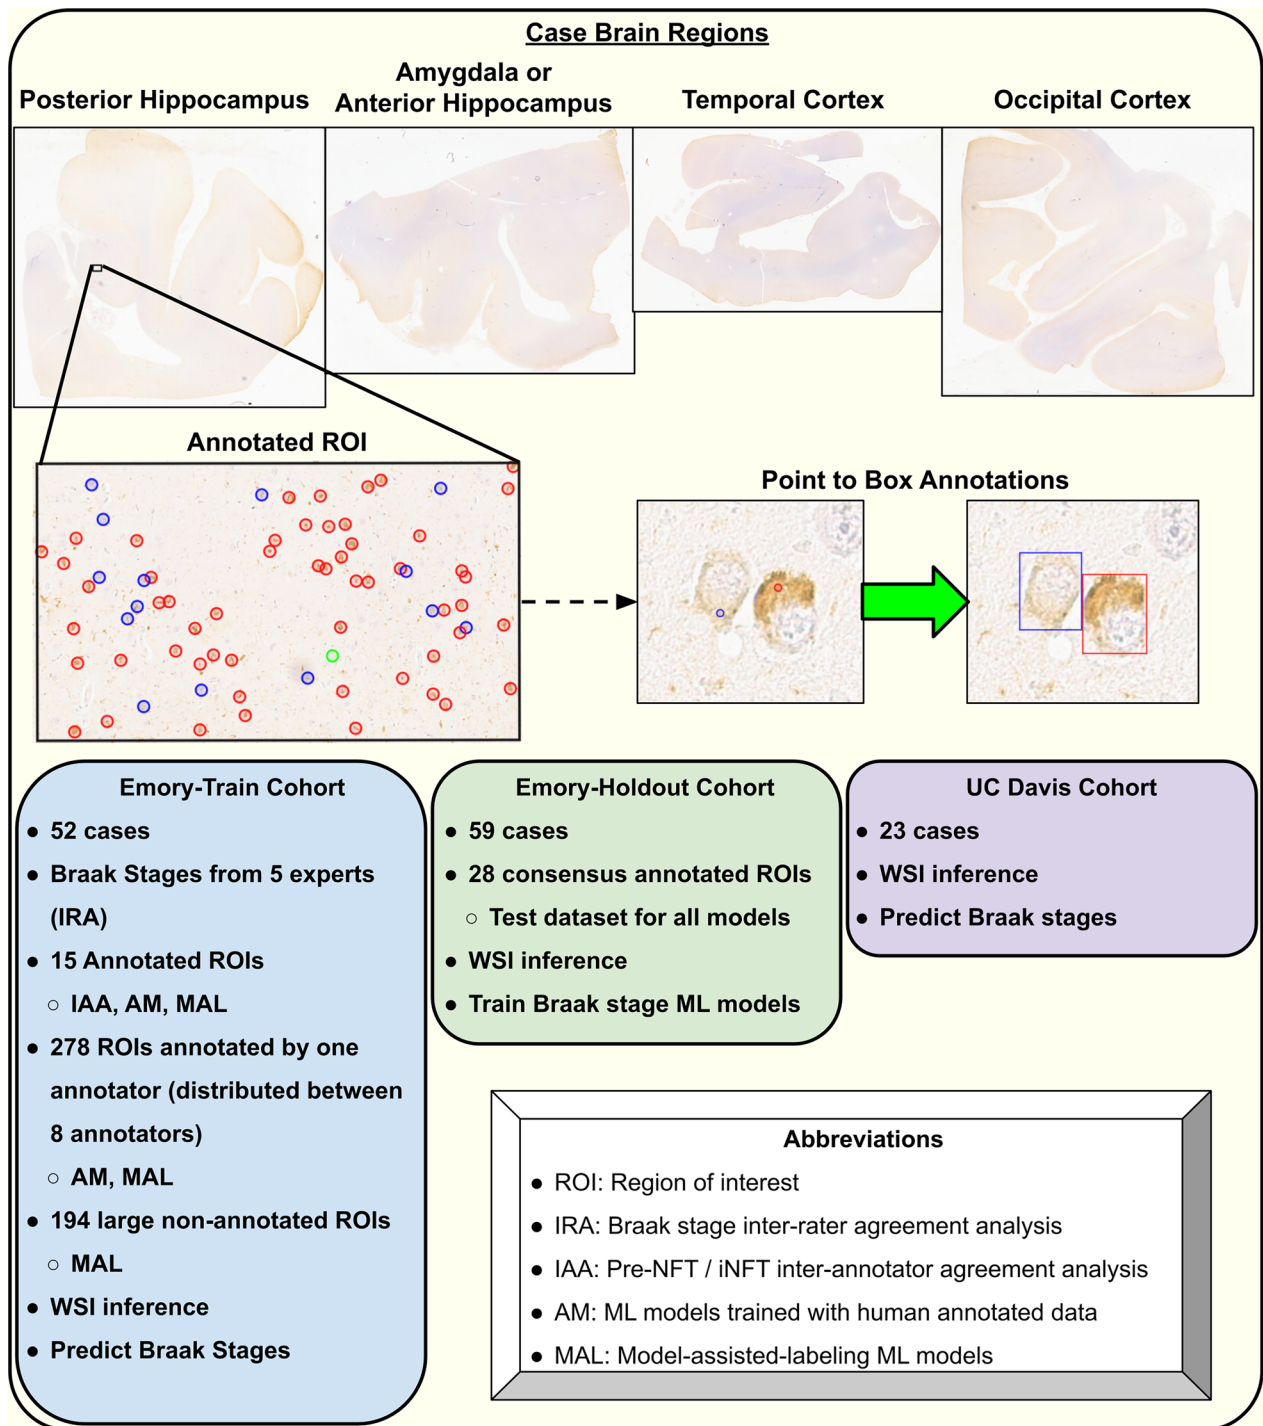 Case Brain Regions
Posterior Hippocampus
Amygdala or
Anterior Hippocampus
Temporal Cortex
Occipital Cortex
Annotated ROI
Point to Box Annotations
Emory-Train Cohort
● 52 cases
● Braak Stages from 5 experts
(IRA)
● 15 Annotated ROIs
○ IAA, AM, MAL
● 278 ROIs annotated by one
annotator (distributed between
8 annotators)
○ AM, MAL
● 194 large non-annotated ROIs
○ MAL
● WSI inference
● Predict Braak Stages
Emory-Holdout Cohort
● 59 cases
● 28 consensus annotated ROIs
○ Test dataset for all models
● WSI inference
● Train Braak stage ML models
UC Davis Cohort
● 23 cases
● WSI inference
● Predict Braak stages
Abbreviations
● ROI: Region of interest
● IRA: Braak stage inter-rater agreement analysis
● IAA: Pre-NFT / iNFT inter-annotator agreement analysis
● AM: ML models trained with human annotated data
● MAL: Model-assisted-labeling ML models